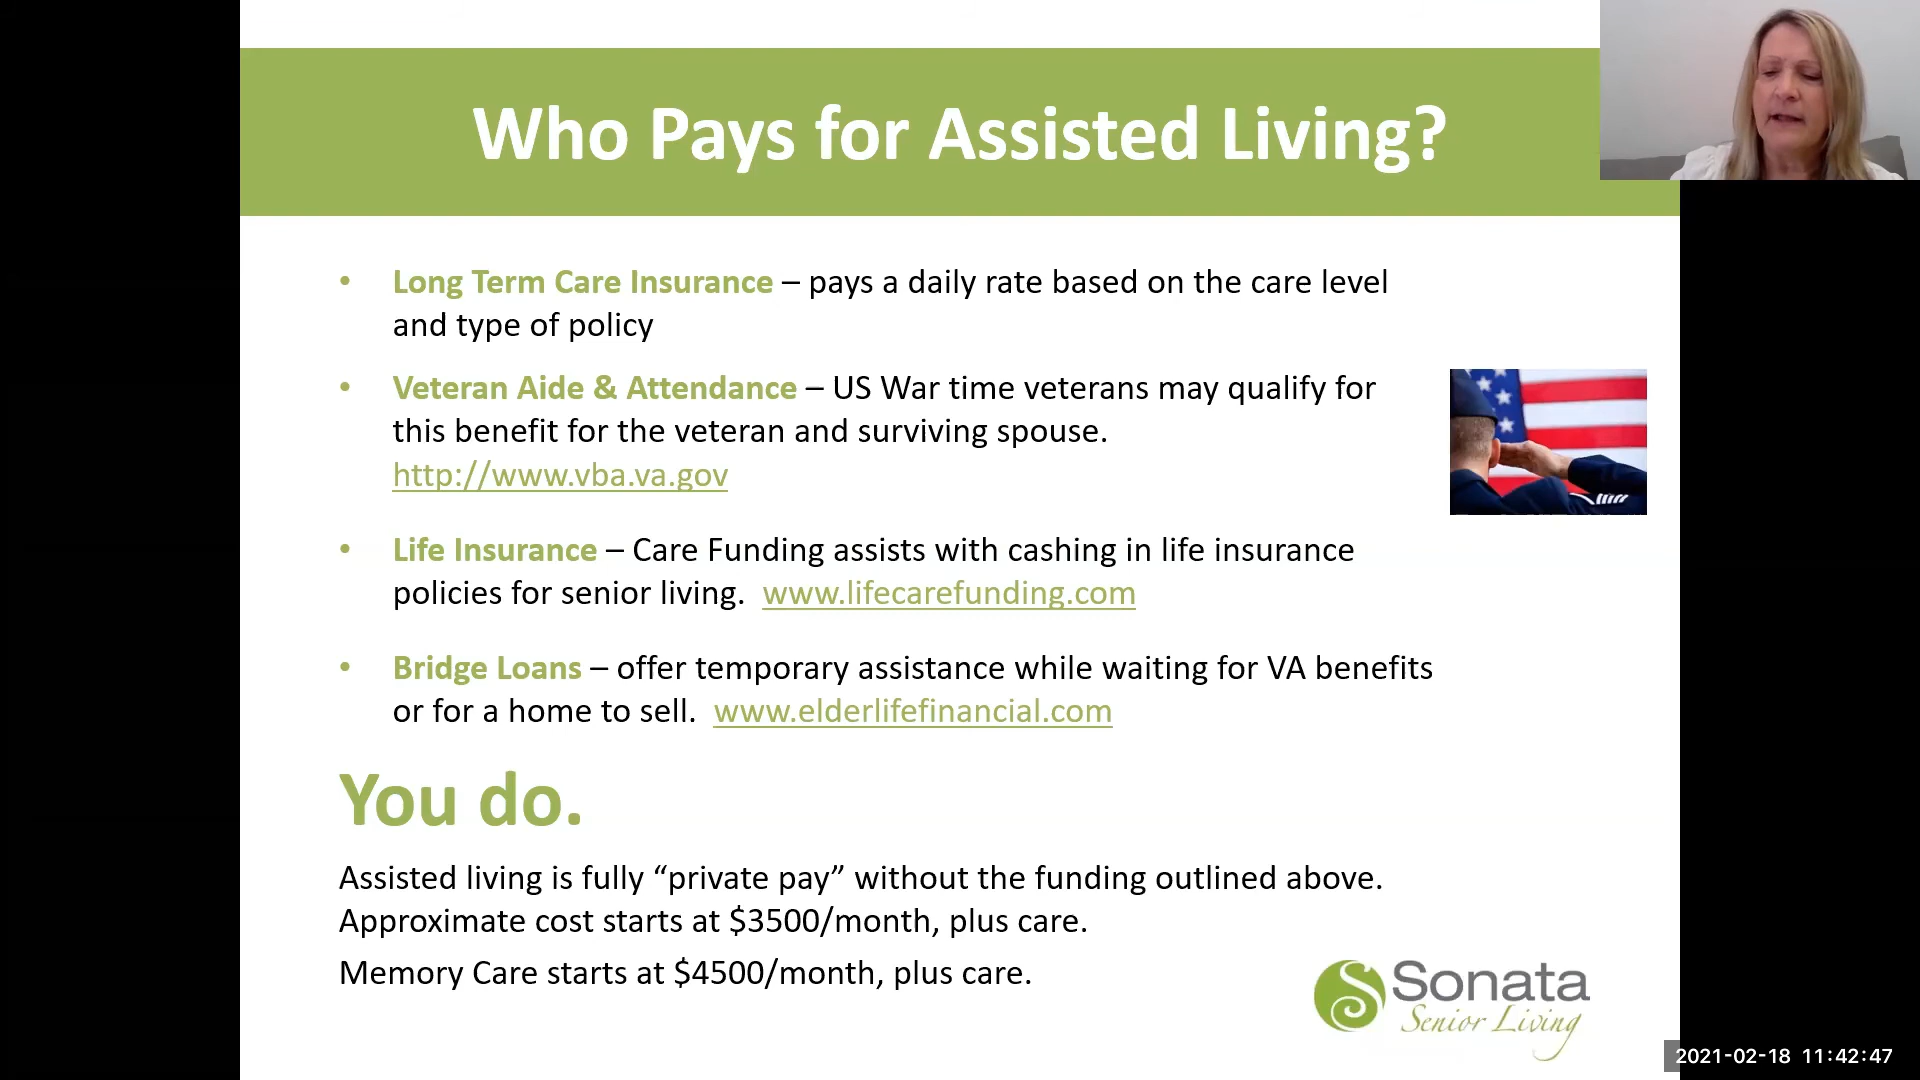 Who Pays for Assisted Living?
• Long Term Care Insurance – pays a daily rate based on the care level
and type of policy
• Veteran Aide & Attendance – US War time veterans may qualify for
this benefit for the veteran and surviving spouse.
http://www.vba.va.gov
• Life Insurance – Care Funding assists with cashing in life insurance
policies for senior living. www.lifecarefunding.com
• Bridge Loans – offer temporary assistance while waiting for VA benefits
or for a home to sell. www.elderlifefinancial.com
You do.
Assisted living is fully “private pay” without the funding outlined above.
Approximate cost starts at $3500/month, plus care.
Memory Care starts at $4500/month, plus care.
Sonata
Senior Living
2021-02-18 11:42:47